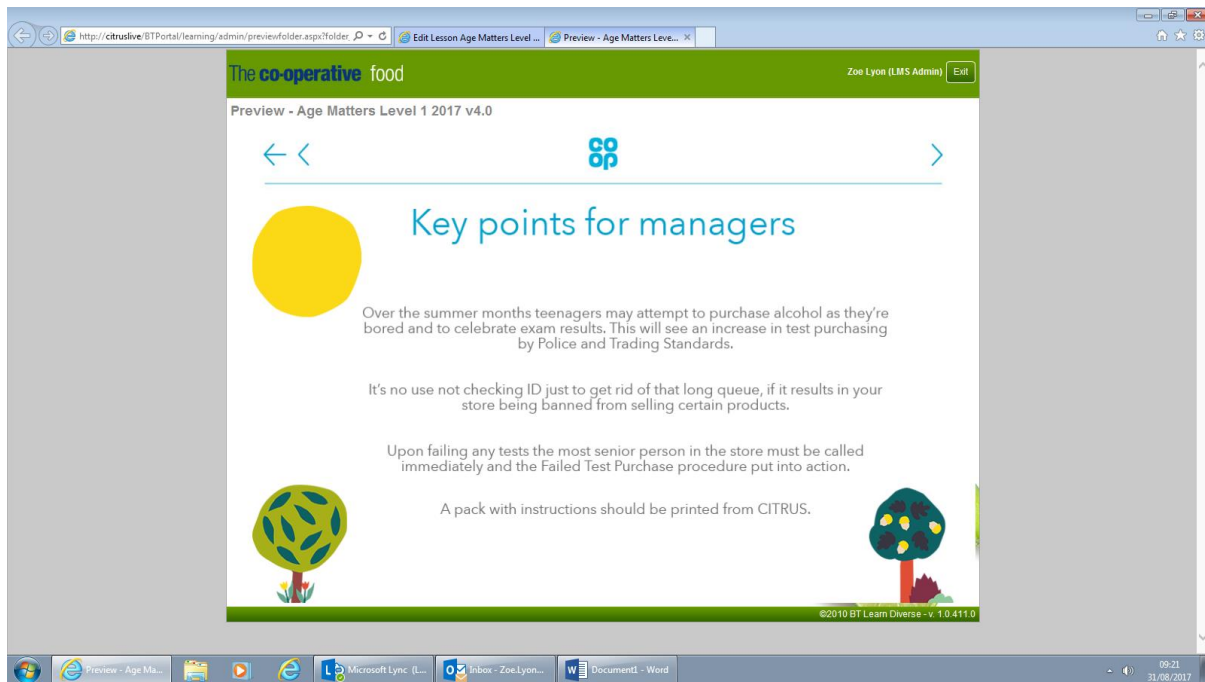 http://citruslive/BTPortal/learning/admin/previewfolder.aspx?folder
Edit Lesson Age Matters Level ...
Preview - Age Matters Leve...
The co-operative food
Zoe Lyon (LMS Admin)
Exit
Preview - Age Matters Level 1 2017 v4.0
CO
OP
Key points for managers
Over the summer months teenagers may attempt to purchase alcohol as they're
bored and to celebrate exam results. This will see an increase in test purchasing
by Police and Trading Standards.
It's no use not checking ID just to get rid of that long queue, if it results in your
store being banned from selling certain products.
Upon failing any tests the most senior person in the store must be called
immediately and the Failed Test Purchase procedure put into action.
A pack with instructions should be printed from CITRUS.
©2010 BT Learn Diverse - v. 1.0.411.0
Preview - Age Ma...
Microsoft Lync (L...
Inbox - Zoe.Lyon...
Document1 - Word
09:21
31/08/2017